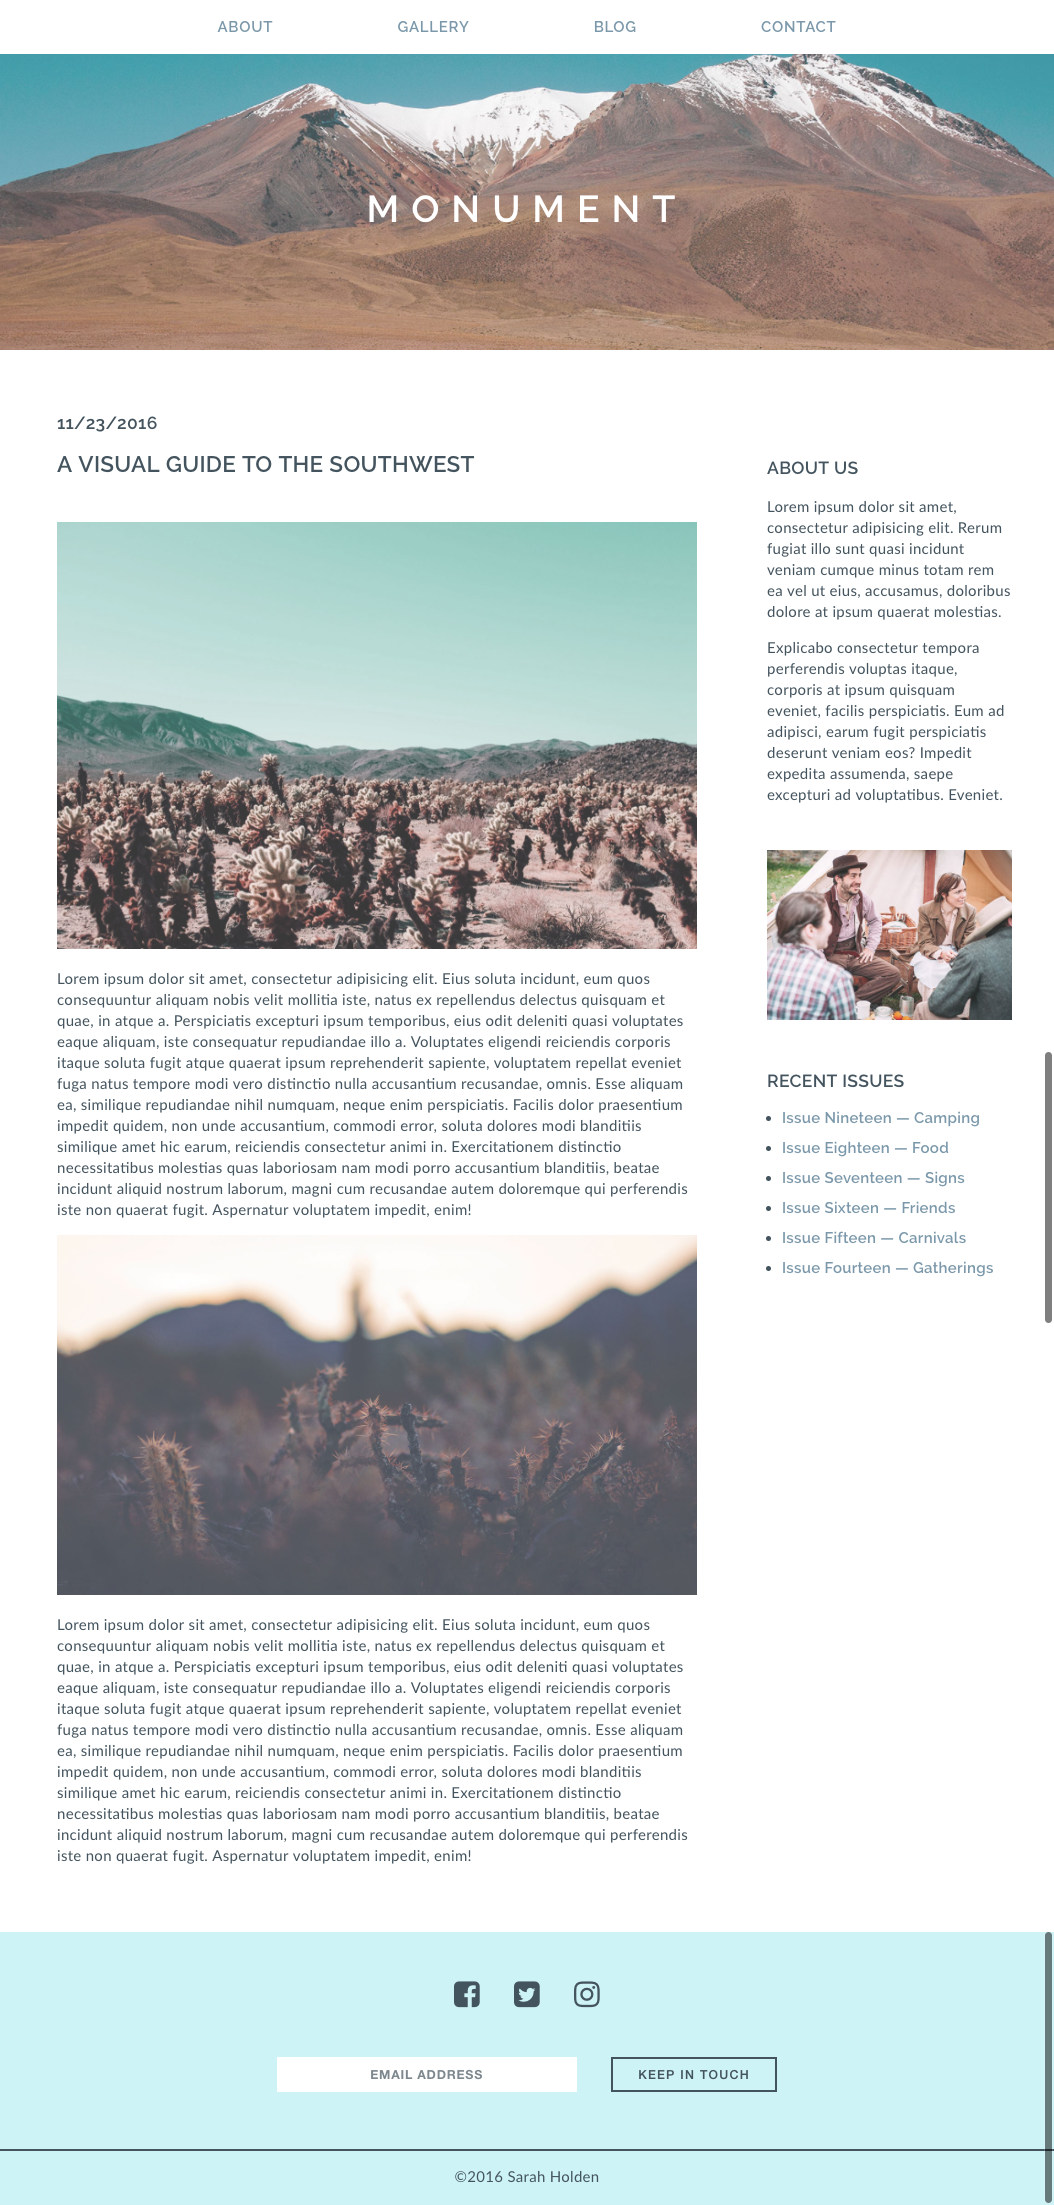 ABOUT
GALLERY
BLOG
CONTACT
MONUMENT
11/23/2016
A VISUAL GUIDE TO THE SOUTHWEST
Lorem ipsum dolor sit amet, consectetur adipisicing elit. Eius soluta incidunt, eum quos
consequuntur aliquam nobis velit mollitia iste, natus ex repellendus delectus quisquam et
quae, in atque a. Perspiciatis excepturi ipsum temporibus, eius odit deleniti quasi voluptates
eaque aliquam, iste consequatur repudiandae illo a. Voluptates eligendi reiciendis corporis
itaque soluta fugit atque quaerat ipsum reprehenderit sapiente, voluptatem repellat eveniet
fuga natus tempore modi vero distinctio nulla accusantium recusandae, omnis. Esse aliquam
ea, similique repudiandae nihil numquam, neque enim perspiciatis. Facilis dolor praesentium
impedit quidem, non unde accusantium, commodi error, soluta dolores modi blanditiis
similique amet hic earum, reiciendis consectetur animi in. Exercitationem distinctio
necessitatibus molestias quas laboriosam nam modi porro accusantium blanditiis, beatae
incidunt aliquid nostrum laborum, magni cum recusandae autem doloremque qui perferendis
iste non quaerat fugit. Aspernatur voluptatem impedit, enim!
Lorem ipsum dolor sit amet, consectetur adipisicing elit. Eius soluta incidunt, eum quos
consequuntur aliquam nobis velit mollitia iste, natus ex repellendus delectus quisquam et
quae, in atque a. Perspiciatis excepturi ipsum temporibus, eius odit deleniti quasi voluptates
eaque aliquam, iste consequatur repudiandae illo a. Voluptates eligendi reiciendis corporis
itaque soluta fugit atque quaerat ipsum reprehenderit sapiente, voluptatem repellat eveniet
fuga natus tempore modi vero distinctio nulla accusantium recusandae, omnis. Esse aliquam
ea, similique repudiandae nihil numquam, neque enim perspiciatis. Facilis dolor praesentium
impedit quidem, non unde accusantium, commodi error, soluta dolores modi blanditiis
similique amet hic earum, reiciendis consectetur animi in. Exercitationem distinctio
necessitatibus molestias quas laboriosam nam modi porro accusantium blanditiis, beatae
incidunt aliquid nostrum laborum, magni cum recusandae autem doloremque qui perferendis
iste non quaerat fugit. Aspernatur voluptatem impedit, enim!
ABOUT US
Lorem ipsum dolor sit amet,
consectetur adipisicing elit. Rerum
fugiat illo sunt quasi incidunt
veniam cumque minus totam rem
ea vel ut eius, accusamus, doloribus
dolore at ipsum quaerat molestias.
Explicabo consectetur tempora
perferendis voluptas itaque,
corporis at ipsum quisquam
eveniet, facilis perspiciatis. Eum ad
adipisci, earum fugit perspiciatis
deserunt veniam eos? Impedit
expedita assumenda, saepe
excepturi ad voluptatibus. Eveniet.
RECENT ISSUES
• Issue Nineteen — Camping
• Issue Eighteen — Food
• Issue Seventeen — Signs
• Issue Sixteen — Friends
• Issue Fifteen — Carnivals
• Issue Fourteen — Gatherings
EMAIL ADDRESS
KEEP IN TOUCH
©2016 Sarah Holden